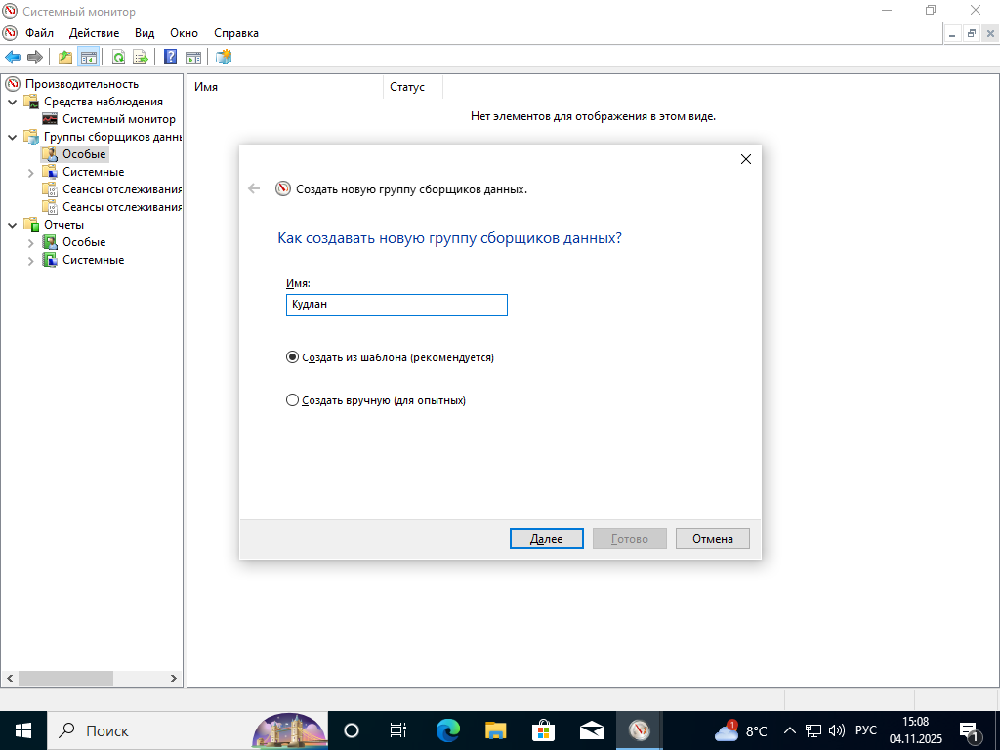 Системный монитор
Файл Действие Вид Окно Справка
Производительность
Средства наблюдения
Системный монитор
Группы сборщиков данн
Особые
Системные
Сеансы отслеживания
Сеансы отслеживания
Отчеты
Особые
Системные
Имя Статус
Нет элементов для отображения в этом виде.
Создать новую группу сборщиков данных.
Как создавать новую группу сборщиков данных?
Имя:
Кудлан
Создать из шаблона (рекомендуется)
Создать вручную (для опытных)
Далее Готово Отмена
Поиск
1
8°C
РУС
15:08
04.11.2025
1